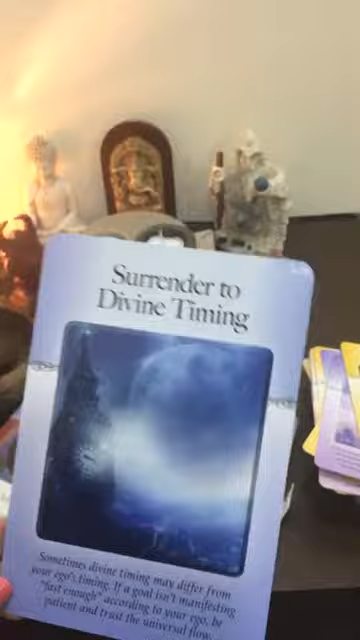 Surrender to
Divine Timing
Sometimes divine timing may differ from
your ego's timing. If a goal isn't manifesting
"fast enough" according to your ego, be
patient and trust the universal flow.